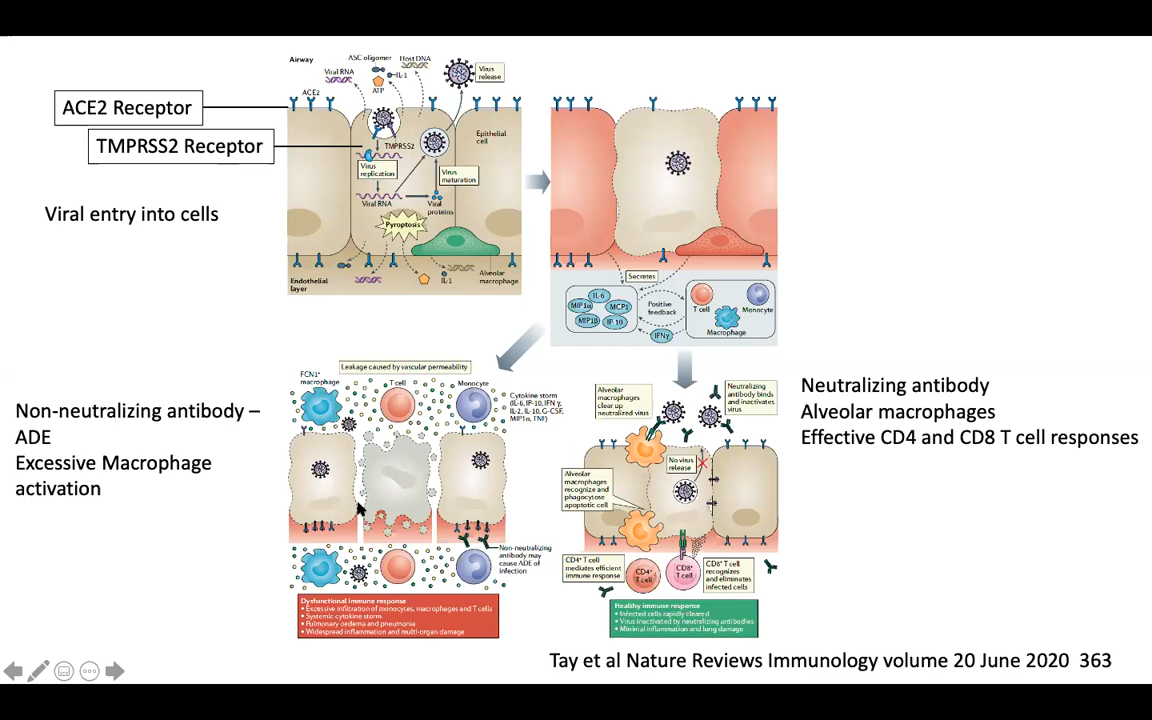 ACE2 Receptor
TMPRSS2 Receptor
Viral entry into cells
Airway
ACE2
Viral RNA
ASC oligomer
Host DNA
IL-1
ATP
Virus
release
TMPRSS2
Epithelial
cell
Virus
replication
Virus
maturation
Viral RNA
Viral
proteins
Pyroptosis
Endothelial
layer
IL-1
Alveolar
macrophage
Secretes
IL-6
MIP1α
MCP1
MIP1β
IP-10
Positive
feedback
IFNγ
T cell
Monocyte
Macrophage
Non-neutralizing antibody –
ADE
Excessive Macrophage
activation
Leakage caused by vascular permeability
FCN1⁺
macrophage
T cell
Monocyte
Cytokine storm
(IL-6, IP-10, IFNγ,
IL-2, IL-10, G-CSF,
MIP1α, TNF)
Non-neutralizing
antibody may
cause ADE of
infection
Dysfunctional immune response
• Excessive infiltration of monocytes, macrophages and T cells
• Systemic cytokine storm
• Pulmonary oedema and pneumonia
• Widespread inflammation and multi-organ damage
Alveolar
macrophages
clear up
neutralized virus
Neutralizing
antibody binds
and inactivates
virus
No virus
release
Alveolar
macrophages
recognize and
phagocytose
apoptotic cell
CD4⁺ T cell
mediates efficient
immune response
CD4⁺
T cell
CD8⁺
T cell
CD8⁺ T cell
recognizes
and eliminates
infected cells
Healthy immune response
• Infected cells rapidly cleared
• Virus inactivated by neutralizing antibodies
• Minimal inflammation and lung damage
Neutralizing antibody
Alveolar macrophages
Effective CD4 and CD8 T cell responses
Tay et al Nature Reviews Immunology volume 20 June 2020 363